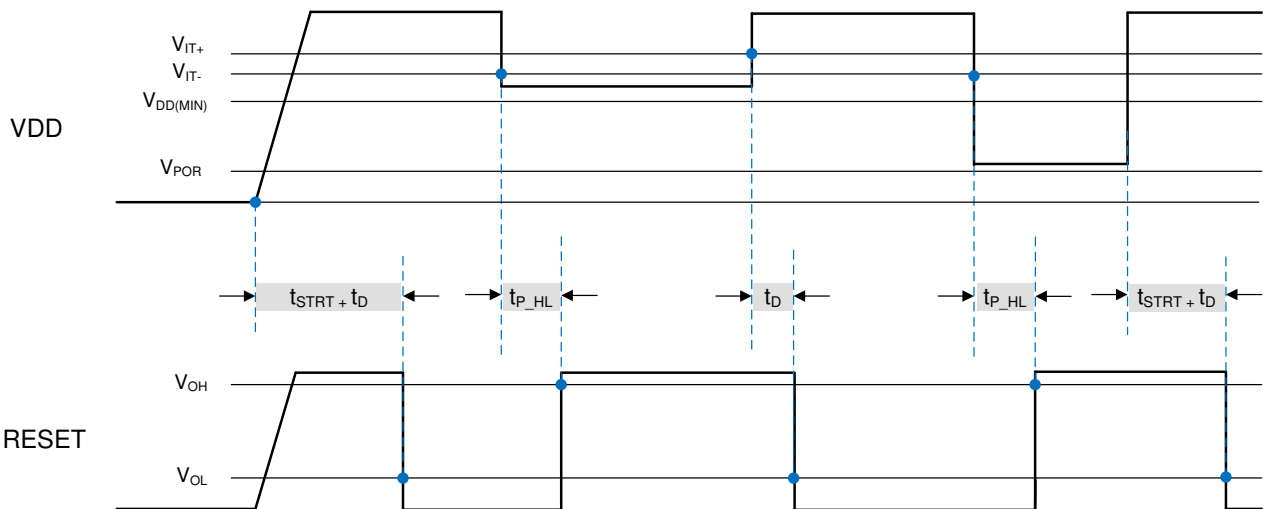 V_IT+
V_IT-
V_DD(MIN)
VDD
V_POR
t_STRT + t_D
t_P_HL
t_D
t_P_HL
t_STRT + t_D
V_OH
RESET
V_OL